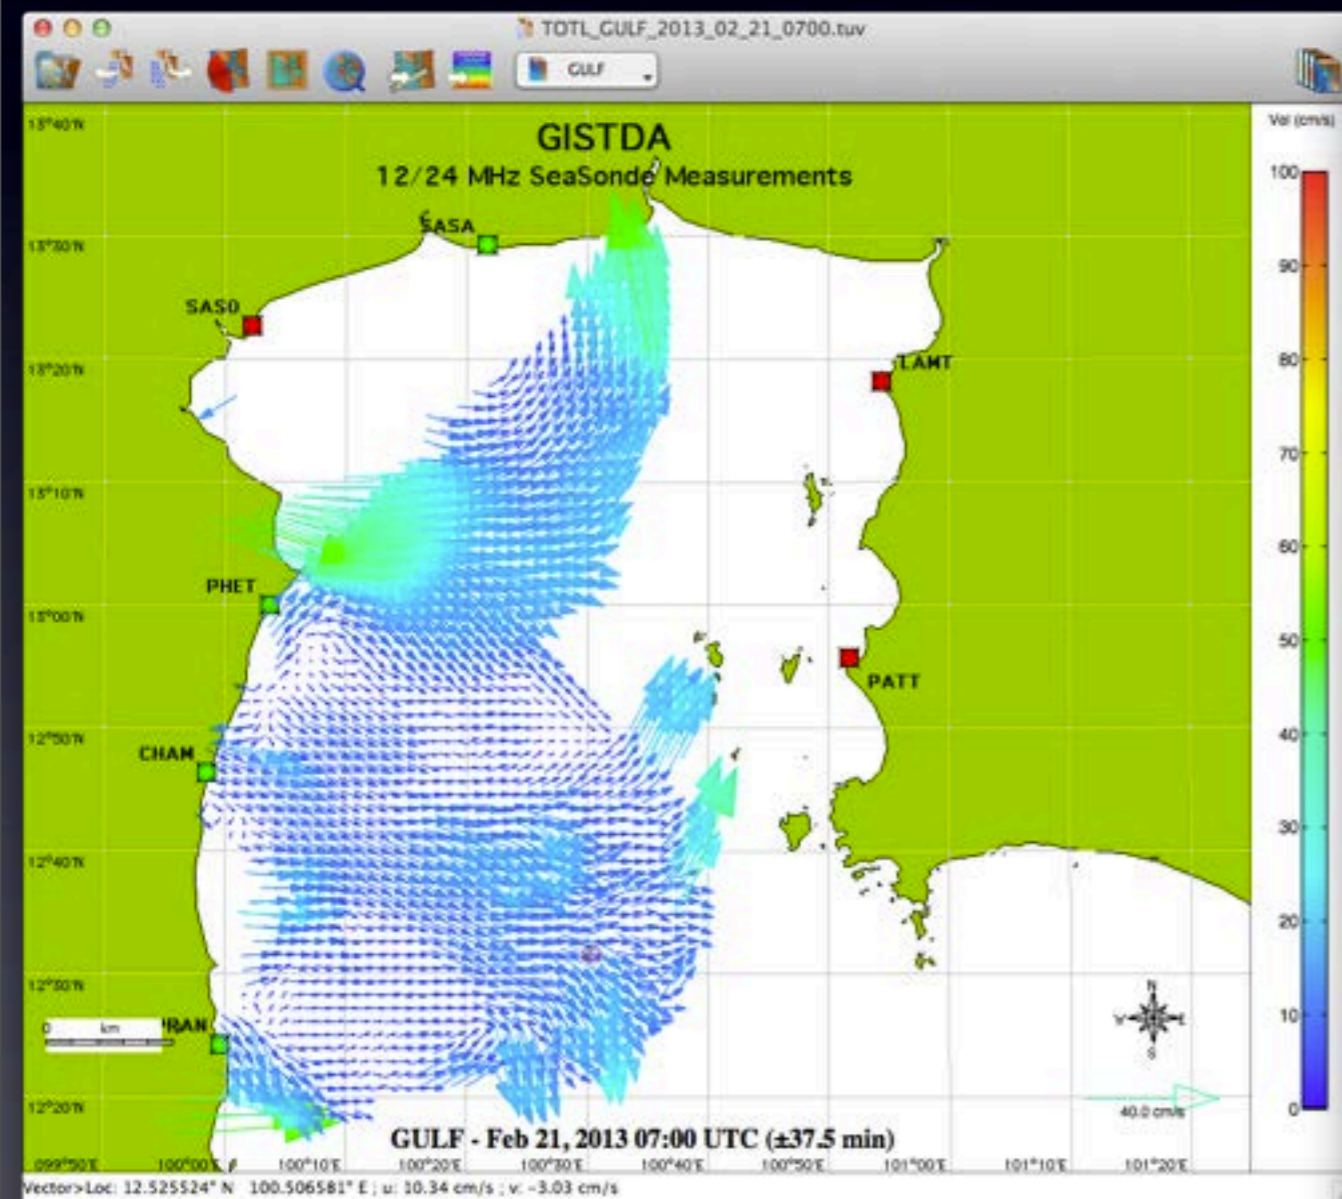 TOTL_GULF_2013_02_21_0700.tuv
GULF
Vel (cm/s)
13°40'N
GISTDA
12/24 MHz SeaSonde Measurements
100
SASA
13°30'N
90
SASO
13°20'N
LAMT
80
70
13°10'N
60
PHET
13°00'N
50
PATT
12°50'N
CHAM
40
30
12°40'N
20
12°30'N
N
0 km
PRAN
W E
10
S
12°20'N
40.0 cm/s
0
GULF - Feb 21, 2013 07:00 UTC (±37.5 min)
099°50'E 100°00'E 100°10'E 100°20'E 100°30'E 100°40'E 100°50'E 101°00'E 101°10'E 101°20'E
Vector>Loc: 12.525524° N 100.506581° E ; u: 10.34 cm/s ; v: -3.03 cm/s